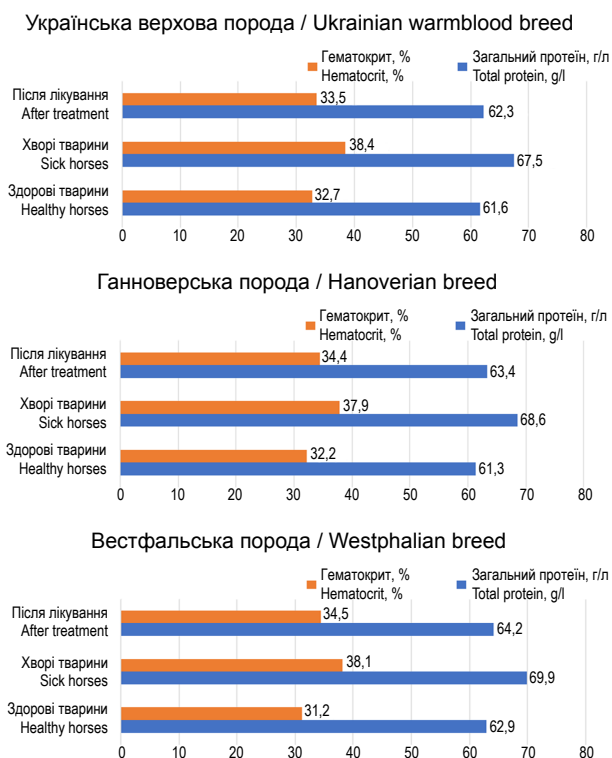 Українська верхова порода / Ukrainian warmblood breed
Гематокрит, % Загальний протеїн, г/л
Hematocrit, % Total protein, g/l
Після лікування 33,5
After treatment 62,3
Хворі тварини 38,4
Sick horses 67,5
Здорові тварини 32,7
Healthy horses 61,6
0 10 20 30 40 50 60 70 80
Ганноверська порода / Hanoverian breed
Гематокрит, % Загальний протеїн, г/л
Hematocrit, % Total protein, g/l
Після лікування 34,4
After treatment 63,4
Хворі тварини 37,9
Sick horses 68,6
Здорові тварини 32,2
Healthy horses 61,3
0 10 20 30 40 50 60 70 80
Вестфальська порода / Westphalian breed
Гематокрит, % Загальний протеїн, г/л
Hematocrit, % Total protein, g/l
Після лікування 34,5
After treatment 64,2
Хворі тварини 38,1
Sick horses 69,9
Здорові тварини 31,2
Healthy horses 62,9
0 10 20 30 40 50 60 70 80